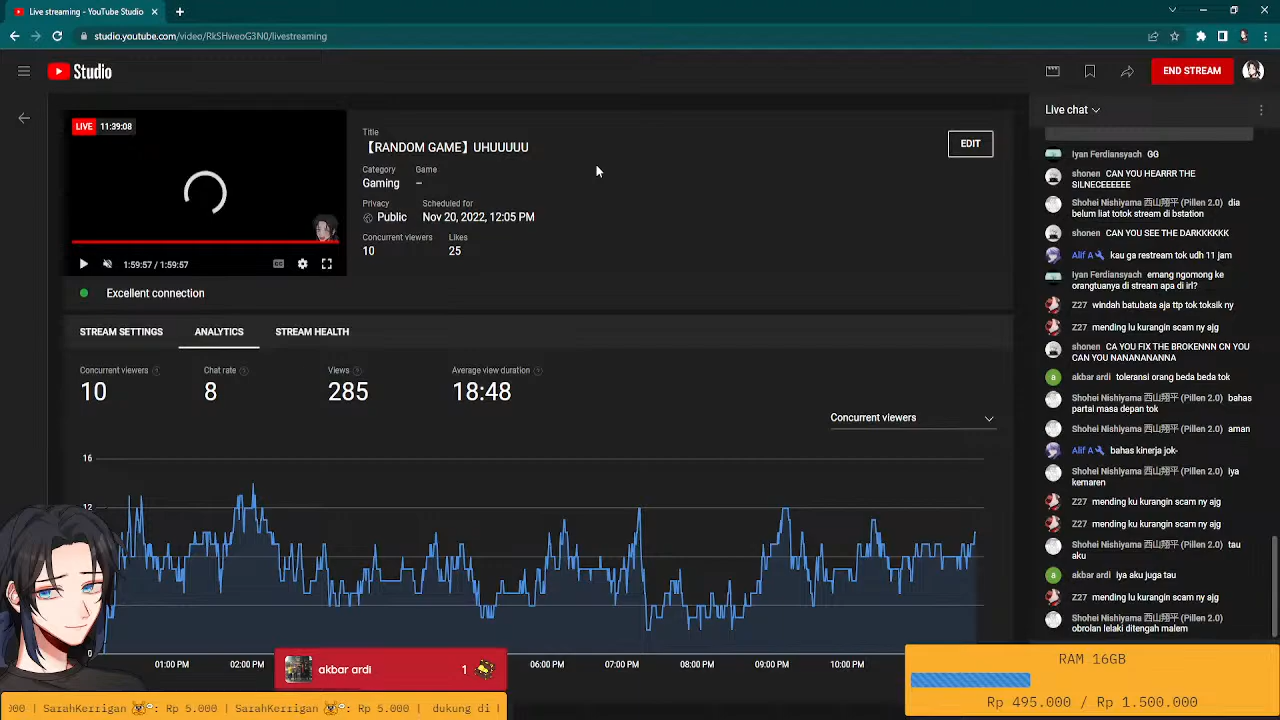 Live streaming - YouTube Studio
studio.youtube.com/video/RkSHweoG3N0/livestreaming
Studio
END STREAM
LIVE 11:39:08
1:59:57 / 1:59:57
Title
【RANDOM GAME】UHUUUUU
EDIT
Category Game
Gaming –
Privacy Scheduled for
Public Nov 20, 2022, 12:05 PM
Concurrent viewers Likes
10 25
Excellent connection
STREAM SETTINGS ANALYTICS STREAM HEALTH
Concurrent viewers Chat rate Views Average view duration
10 8 285 18:48
Concurrent viewers
16
12
0
01:00 PM 02:00 PM 06:00 PM 07:00 PM 08:00 PM 09:00 PM 10:00 PM
Live chat
Iyan Ferdiansyach GG
shonen CAN YOU HEARRR THE
SILNECEEEEE
Shohei Nishiyama 西山翔平 (Pillen 2.0) dia
belum liat totok stream di bstation
shonen CAN YOU SEE THE DARKKKKKK
Alif A kau ga restream tok udh 11 jam
Iyan Ferdiansyach emang ngomong ke
orangtuanya di stream apa di irl?
Z27 windah batubata aja ttp toksik ny
Z27 mending lu kurangin scam ny ajg
shonen CA YOU FIX THE BROKENNN CN YOU
CAN YOU NANANANANNA
akbar ardi toleransi orang beda beda tok
Shohei Nishiyama 西山翔平 (Pillen 2.0) bahas
partai masa depan tok
Shohei Nishiyama 西山翔平 (Pillen 2.0) aman
Alif A bahas kinerja jok-
Shohei Nishiyama 西山翔平 (Pillen 2.0) Iya
kemaren
Z27 mending ku kurangin scam ny ajg
Z27 mending ku kurangin scam ny ajg
Shohei Nishiyama 西山翔平 (Pillen 2.0) tau
aku
akbar ardi Iya aku juga tau
Z27 mending ku kurangin scam ny ajg
Shohei Nishiyama 西山翔平 (Pillen 2.0)
obrolan lelaki ditengah malem
akbar ardi 1
000 | SarahKerrigan : Rp 5.000 | SarahKerrigan : Rp 5.000 | dukung di
RAM 16GB
Rp 495.000 / Rp 1.500.000